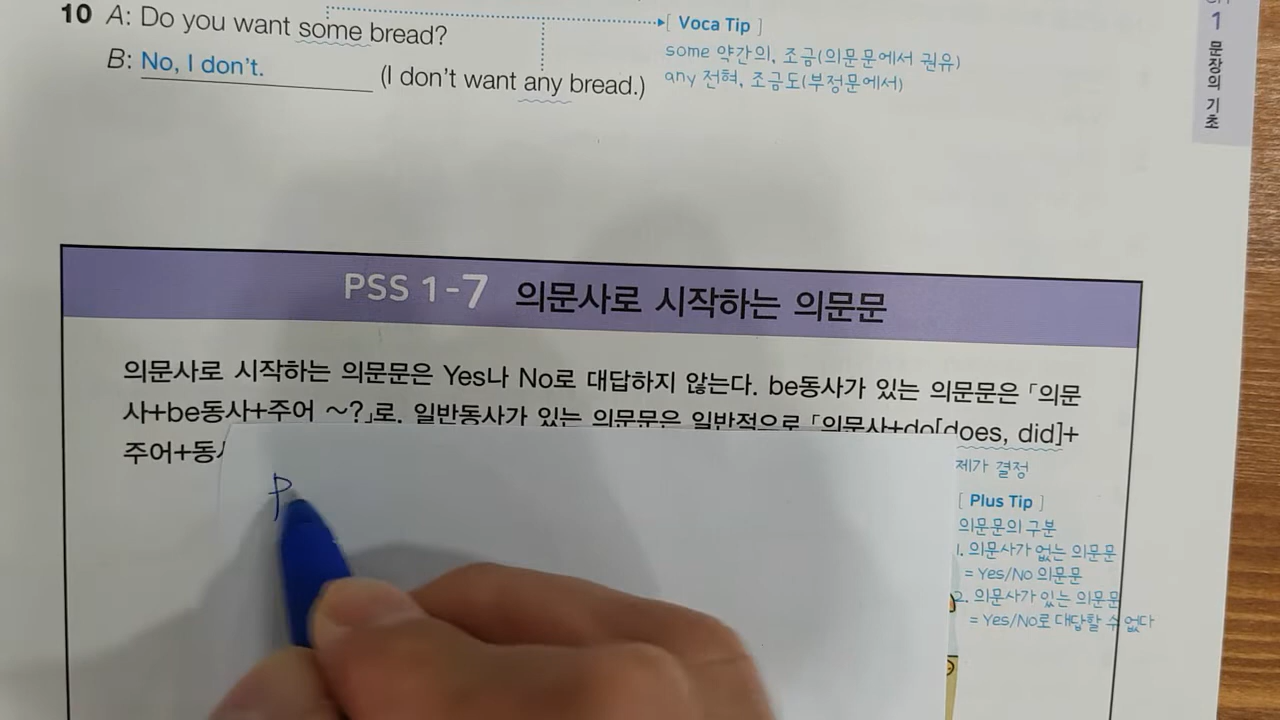 10 A: Do you want some bread?
B: No, I don't. (I don't want any bread.)
[ Voca Tip ]
some 약간의, 조금(의문문에서 권유)
any 전혀, 조금도(부정문에서)
1
문장의 기초
PSS 1-7 의문사로 시작하는 의문문
의문사로 시작하는 의문문은 Yes나 No로 대답하지 않는다. be동사가 있는 의문문은 「의문
사+be동사+주어 ~?」로, 일반동사가 있는 의문문은 일반적으로 「의문사+do[does, did]+
주어+동
제가 결정
[ Plus Tip ]
의문문의 구분
1. 의문사가 없는 의문문
= Yes/No 의문문
2. 의문사가 있는 의문문
= Yes/No로 대답할 수 없다
P